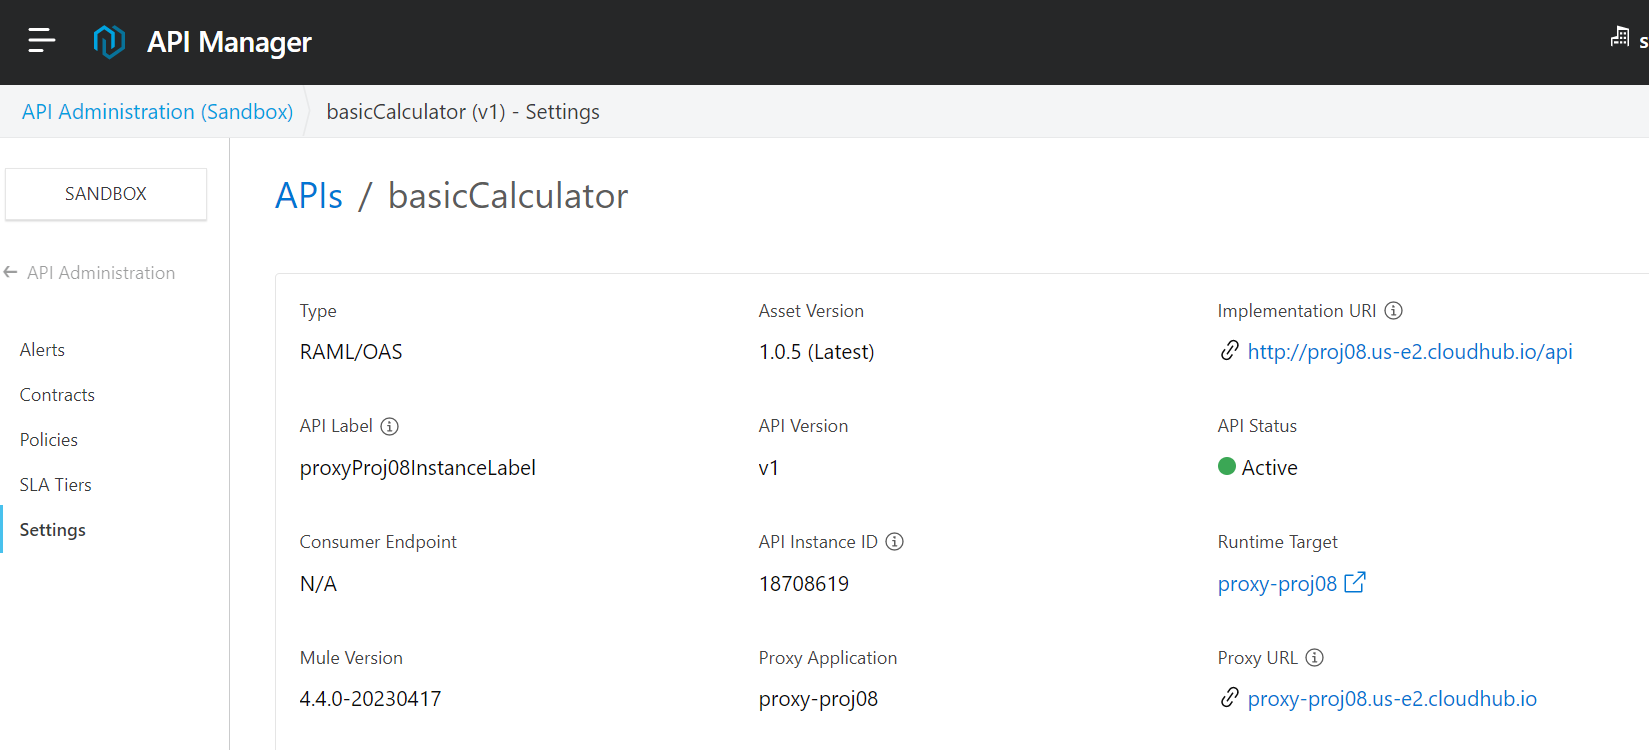 API Manager
S
API Administration (Sandbox)
basicCalculator (v1) - Settings
SANDBOX
API Administration
Alerts
Contracts
Policies
SLA Tiers
Settings
APIs / basicCalculator
Type
Asset Version
Implementation URI
RAML/OAS
1.0.5 (Latest)
http://proj08.us-e2.cloudhub.io/api
API Label
API Version
API Status
proxyProj08InstanceLabel
v1
Active
Consumer Endpoint
API Instance ID
Runtime Target
N/A
18708619
proxy-proj08
Mule Version
Proxy Application
Proxy URL
4.4.0-20230417
proxy-proj08
proxy-proj08.us-e2.cloudhub.io